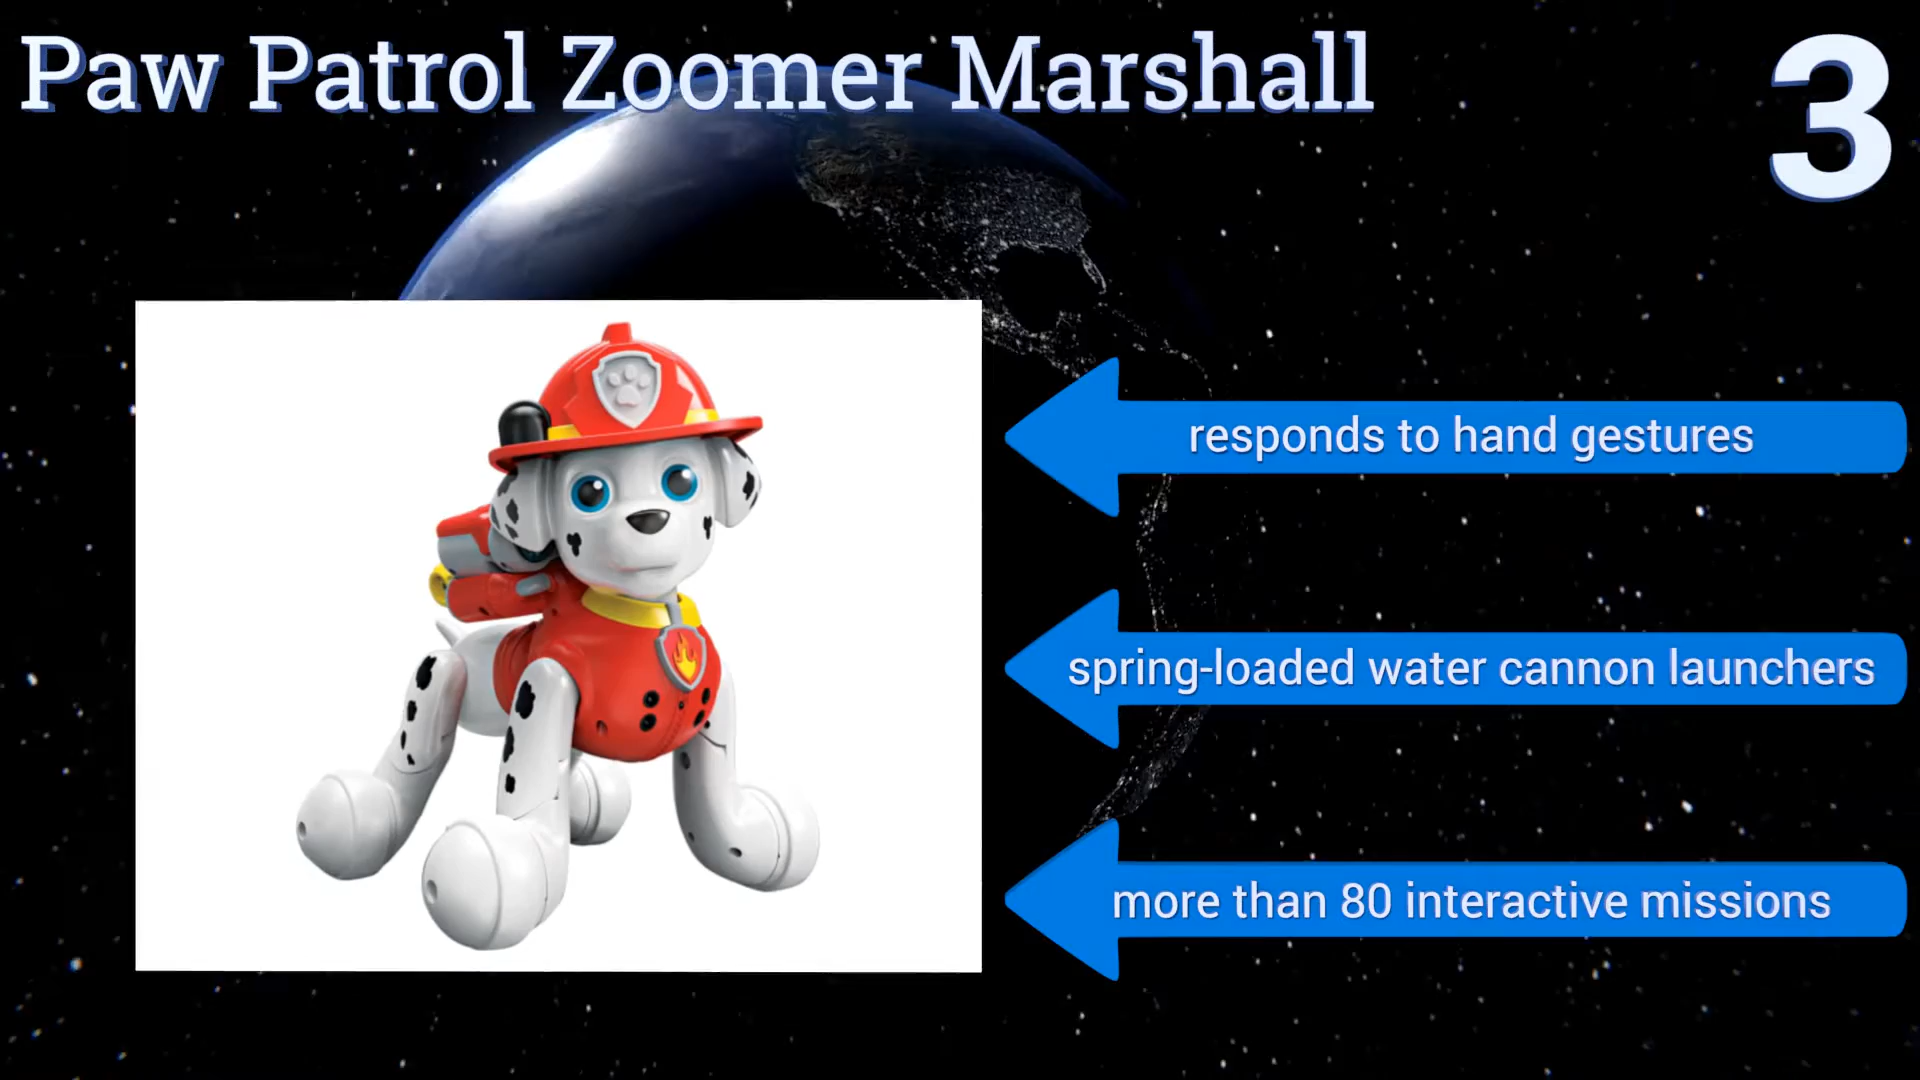 Paw Patrol Zoomer Marshall
3
responds to hand gestures
spring-loaded water cannon launchers
more than 80 interactive missions